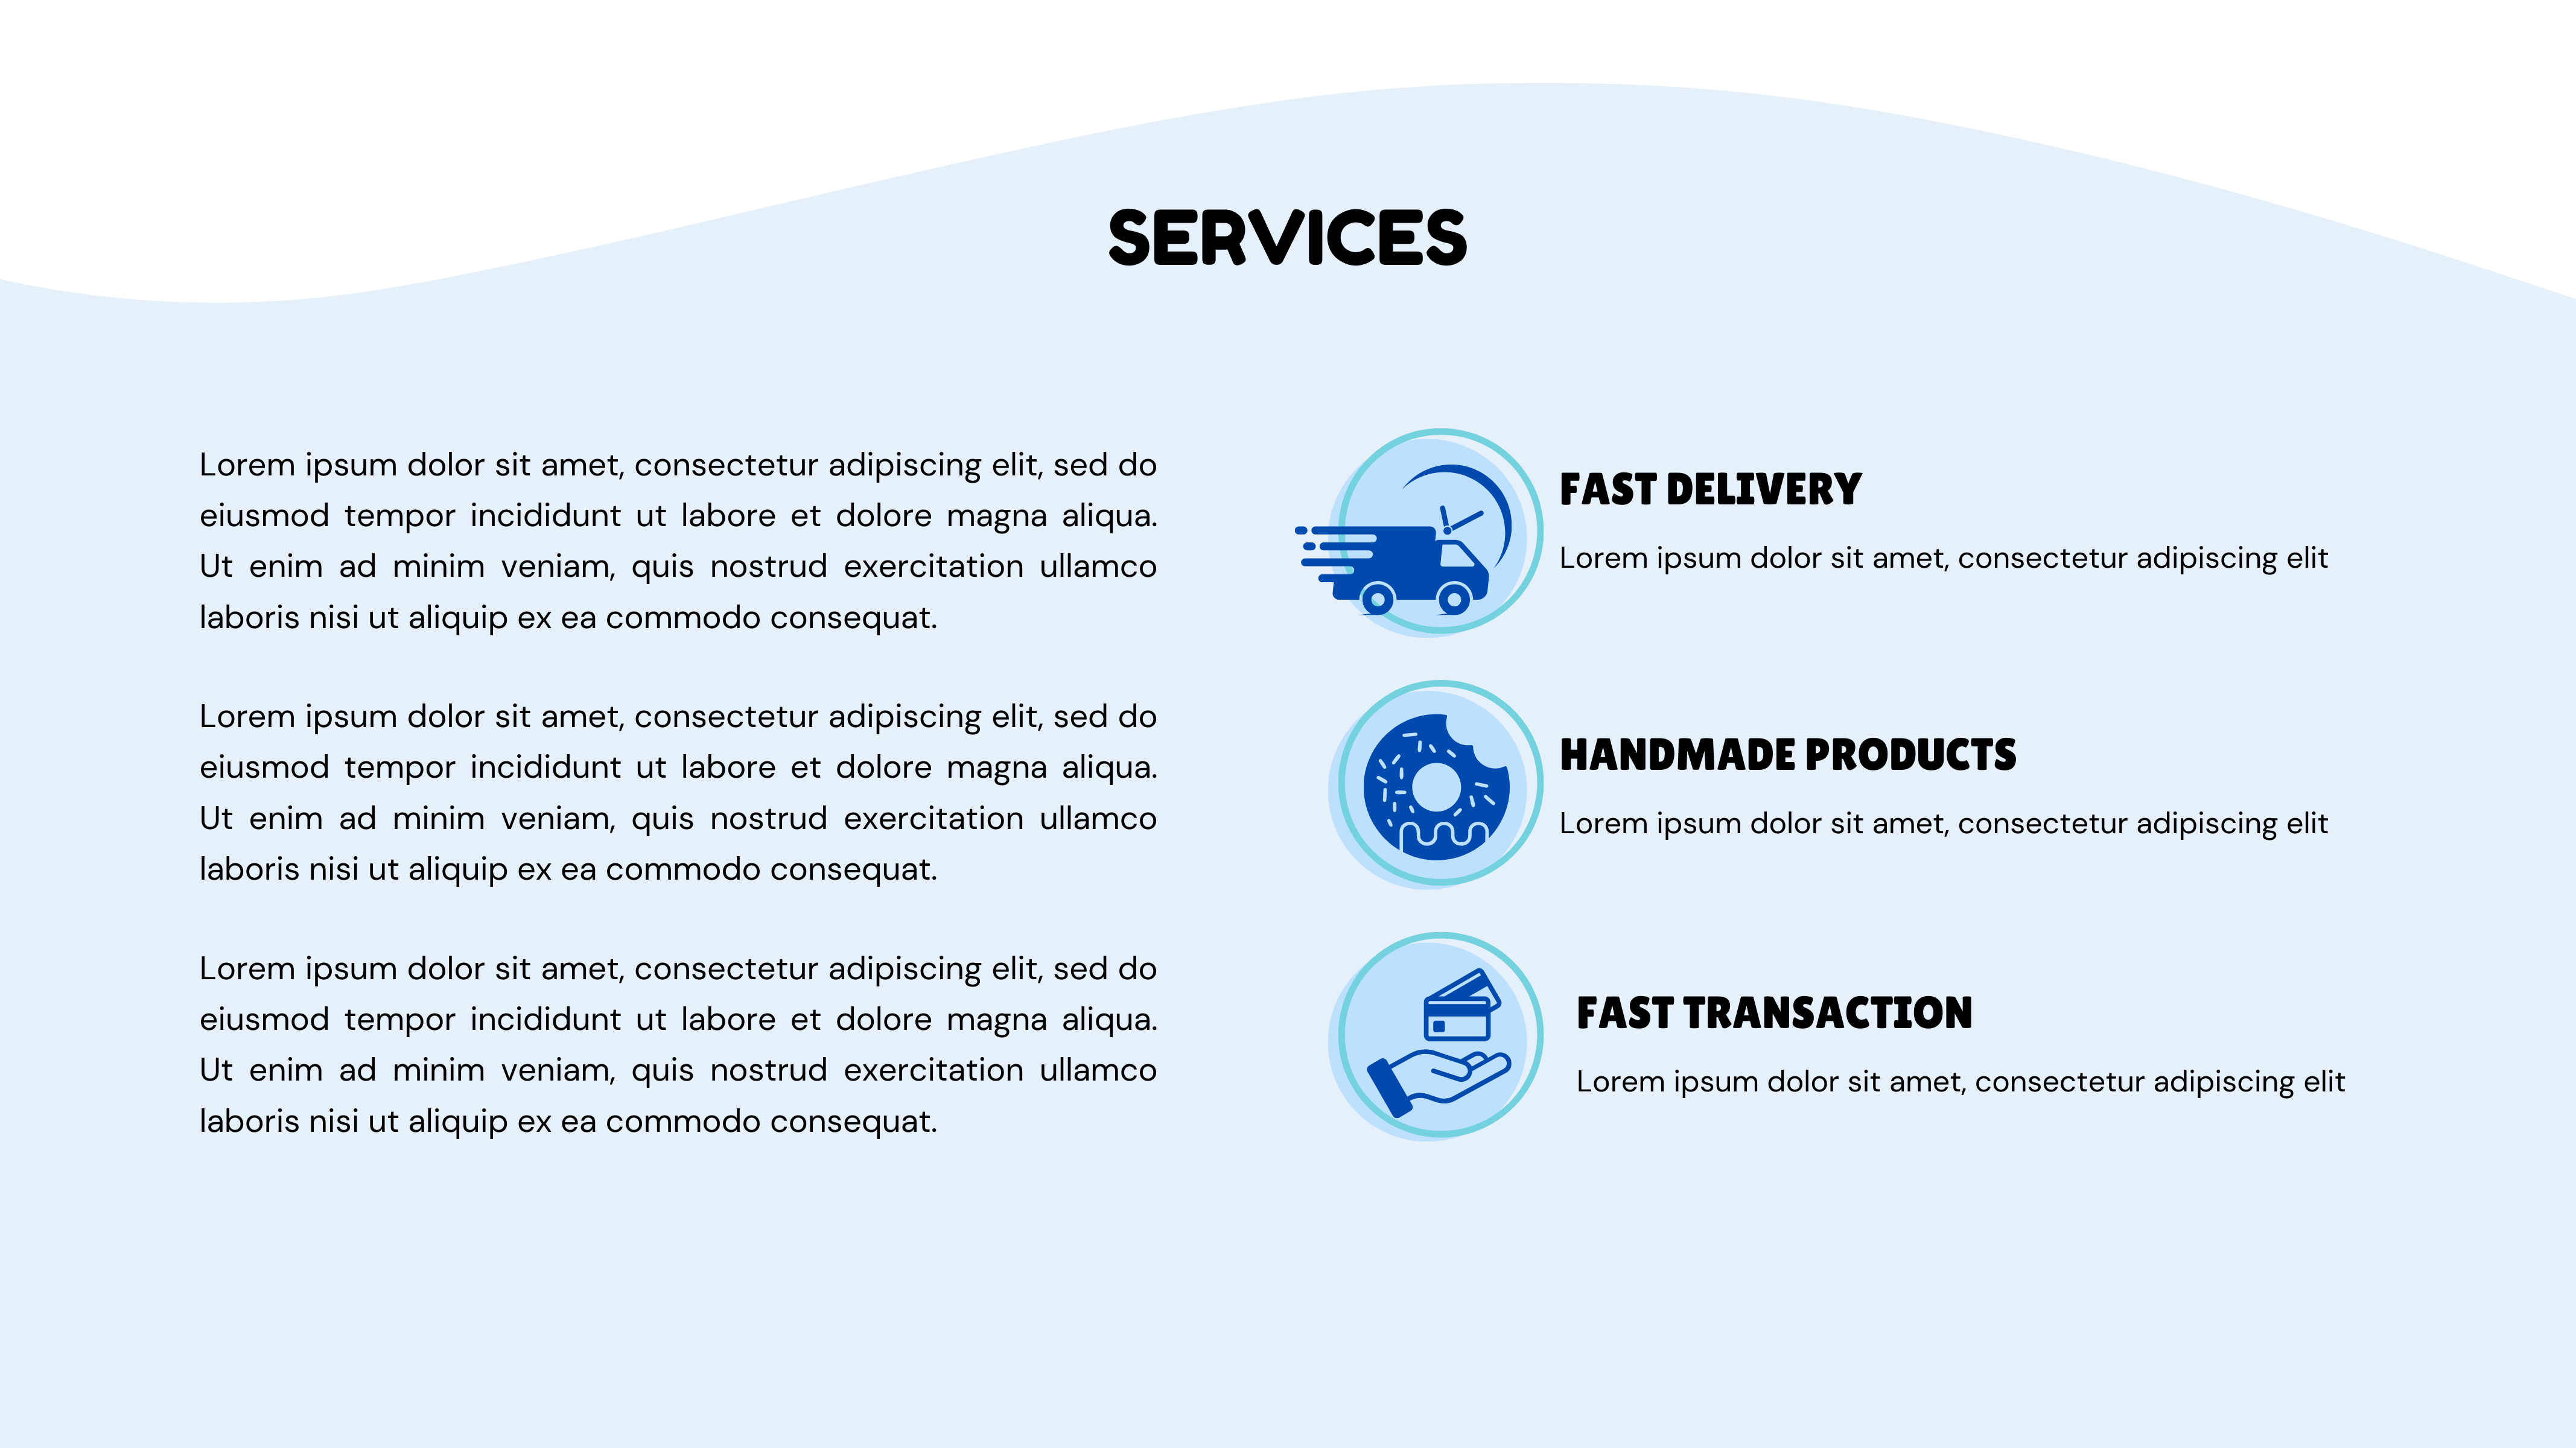 SERVICES
Lorem ipsum dolor sit amet, consectetur adipiscing elit, sed do
eiusmod tempor incididunt ut labore et dolore magna aliqua.
Ut enim ad minim veniam, quis nostrud exercitation ullamco
laboris nisi ut aliquip ex ea commodo consequat.
Lorem ipsum dolor sit amet, consectetur adipiscing elit, sed do
eiusmod tempor incididunt ut labore et dolore magna aliqua.
Ut enim ad minim veniam, quis nostrud exercitation ullamco
laboris nisi ut aliquip ex ea commodo consequat.
Lorem ipsum dolor sit amet, consectetur adipiscing elit, sed do
eiusmod tempor incididunt ut labore et dolore magna aliqua.
Ut enim ad minim veniam, quis nostrud exercitation ullamco
laboris nisi ut aliquip ex ea commodo consequat.
FAST DELIVERY
Lorem ipsum dolor sit amet, consectetur adipiscing elit
HANDMADE PRODUCTS
Lorem ipsum dolor sit amet, consectetur adipiscing elit
FAST TRANSACTION
Lorem ipsum dolor sit amet, consectetur adipiscing elit